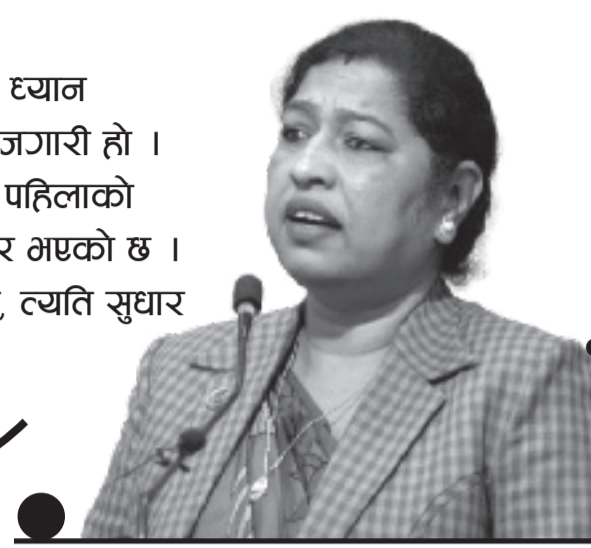 ध्यान
जगारी हो ।
पहिलाको
र भएको छ ।
, त्यति सुधार